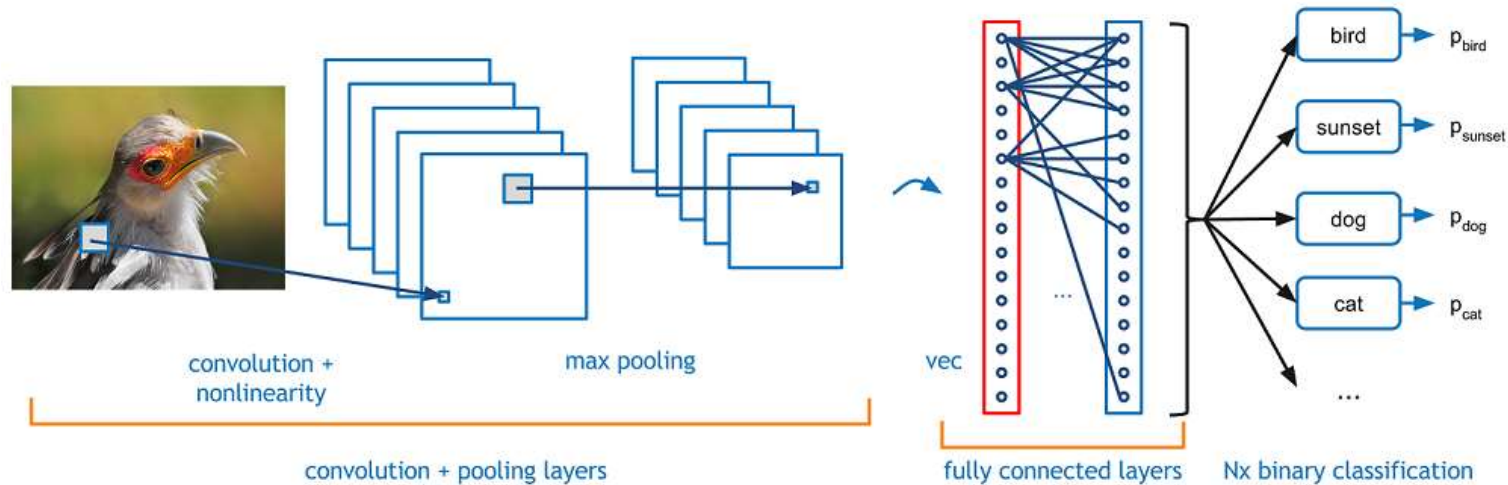 bird
p_bird
sunset
p_sunset
dog
p_dog
cat
p_cat
...
...
convolution +
nonlinearity
max pooling
vec
convolution + pooling layers
fully connected layers
Nx binary classification